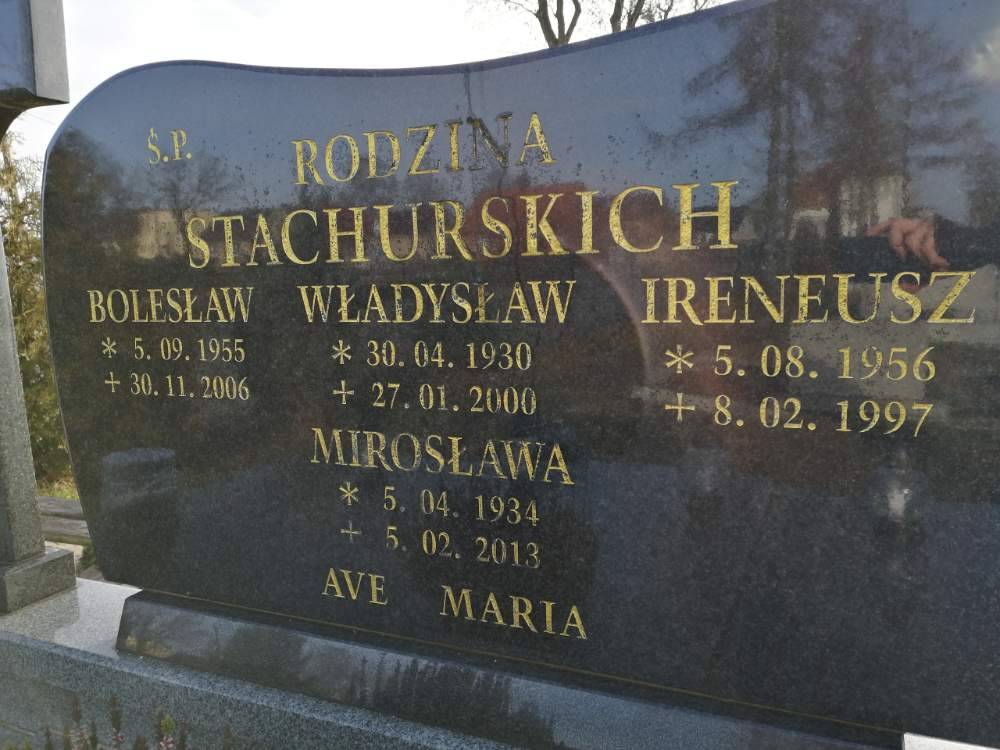 Ś.P. RODZINA
STACHURSKICH
BOLESŁAW
* 5.09.1955
+ 30.11.2006
WŁADYSŁAW
* 30.04.1930
+ 27.01.2000
MIROSŁAWA
* 5.04.1934
+ 5.02.2013
IRENEUSZ
* 5.08.1956
+ 8.02.1997
AVE MARIA